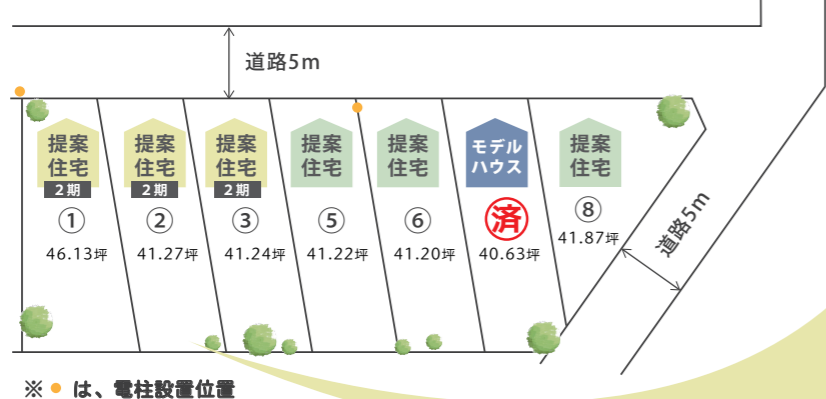 道路5m
提案
住宅
2期
①
46.13坪
提案
住宅
2期
②
41.27坪
提案
住宅
2期
③
41.24坪
提案
住宅
⑤
41.22坪
提案
住宅
⑥
41.20坪
モデル
ハウス
済
40.63坪
提案
住宅
⑧
41.87坪
道路5m
※●は、電柱設置位置